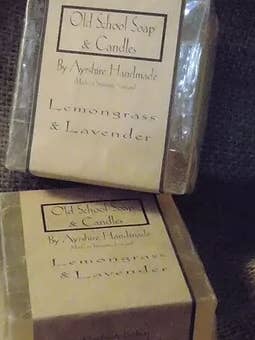 Old School Soap
& Candles
By Ayrshire Handmade
Lemongrass
& Lavender
Old School Soap
& Candles
By Ayrshire Handmade
Lemongrass
& Lavender